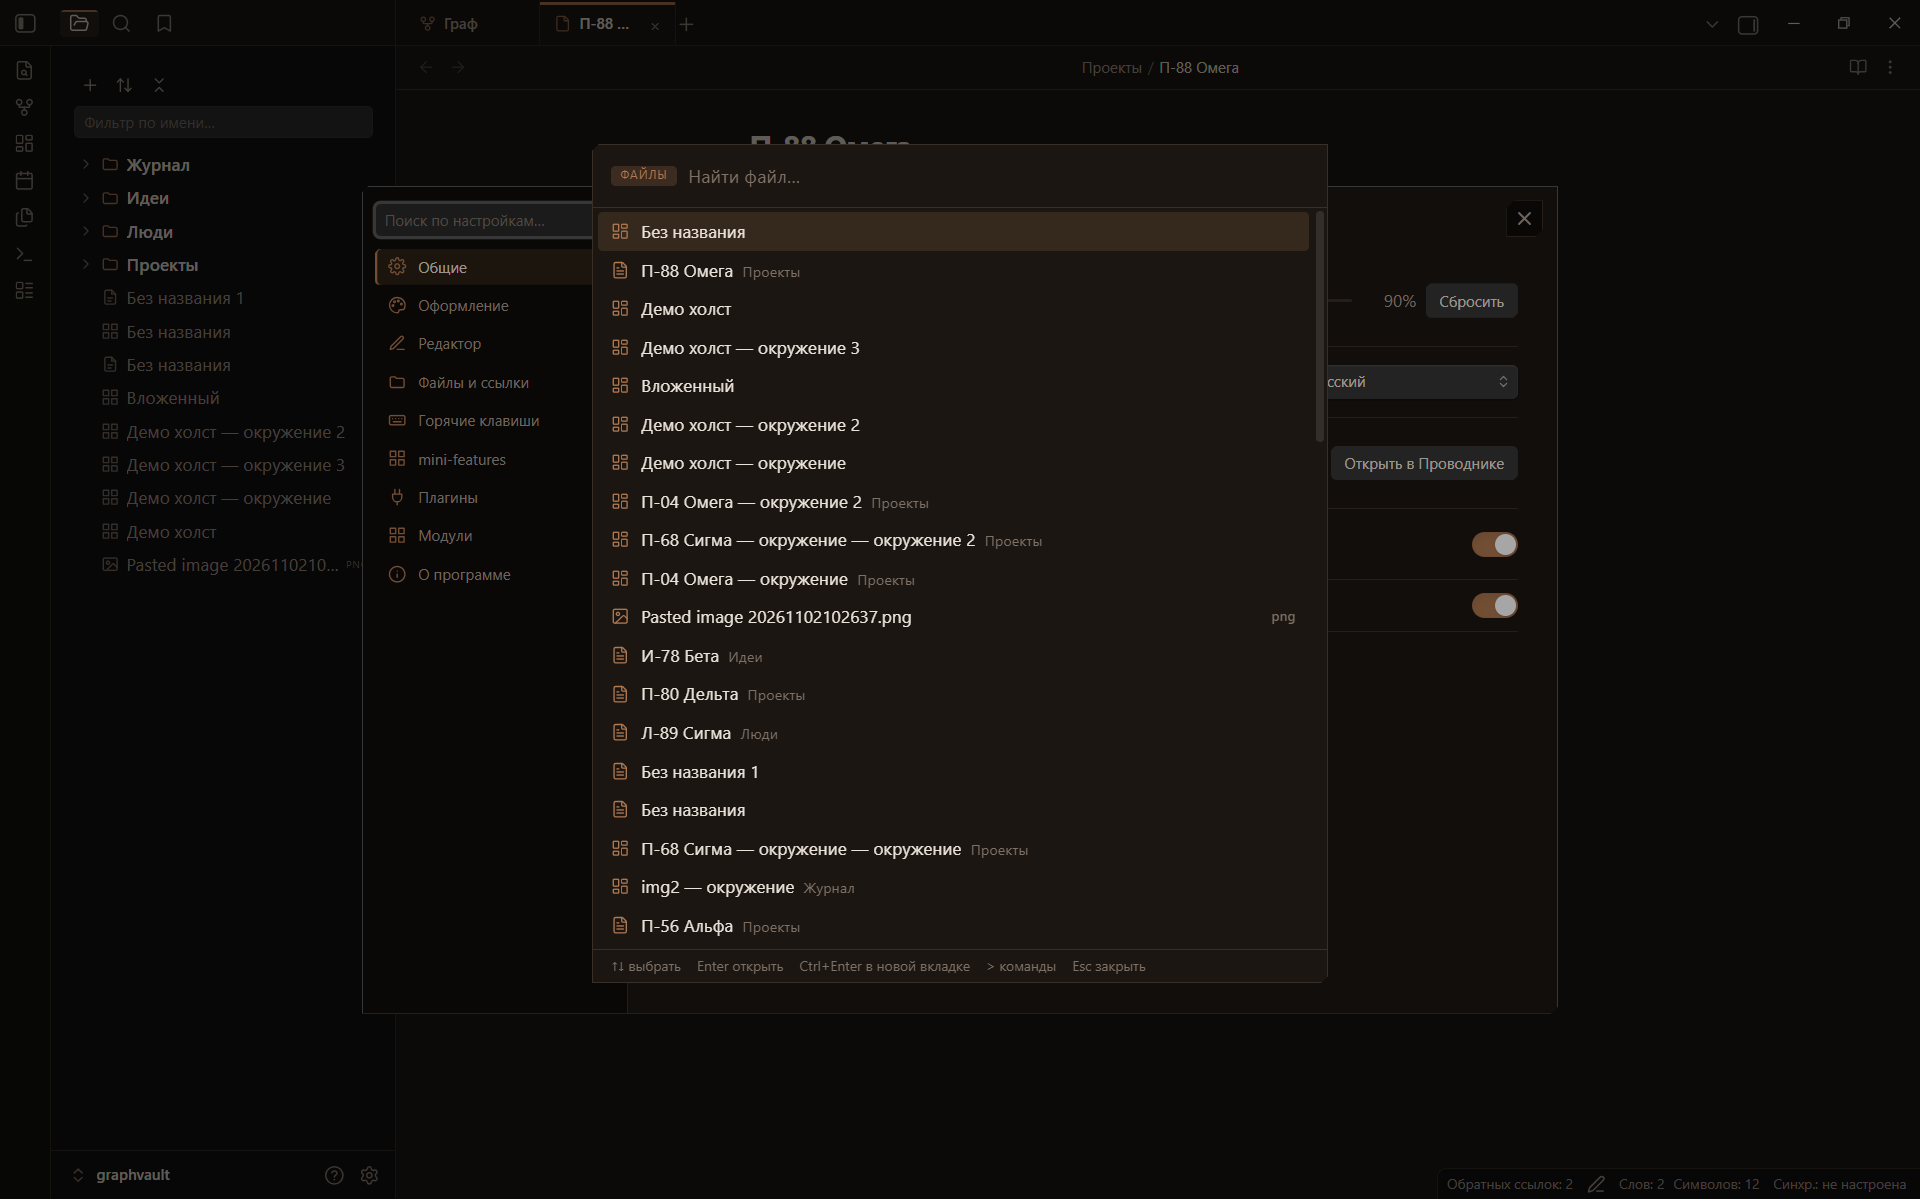 Граф
П-88 ...
Проекты / П-88 Омега
Фильтр по имени...
Журнал
Идеи
Люди
Проекты
Без названия 1
Без названия
Без названия
Вложенный
Демо холст — окружение 2
Демо холст — окружение 3
Демо холст — окружение
Демо холст
Pasted image 2026110210...
graphvault
П-88 Омега
Поиск по настройкам...
Общие
Оформление
Редактор
Файлы и ссылки
Горячие клавиши
mini-features
Плагины
Модули
О программе
ФАЙЛЫ Найти файл...
Без названия
П-88 Омега Проекты
Демо холст
Демо холст — окружение 3
Вложенный
Демо холст — окружение 2
Демо холст — окружение
П-04 Омега — окружение 2 Проекты
П-68 Сигма — окружение — окружение 2 Проекты
П-04 Омега — окружение Проекты
Pasted image 20261102102637.png png
И-78 Бета Идеи
П-80 Дельта Проекты
Л-89 Сигма Люди
Без названия 1
Без названия
П-68 Сигма — окружение — окружение Проекты
img2 — окружение Журнал
П-56 Альфа Проекты
↑↓ выбрать Enter открыть Ctrl+Enter в новой вкладке > команды Esc закрыть
90% Сбросить
сский
Открыть в Проводнике
Обратных ссылок: 2 Слов: 2 Символов: 12 Синхр.: не настроена